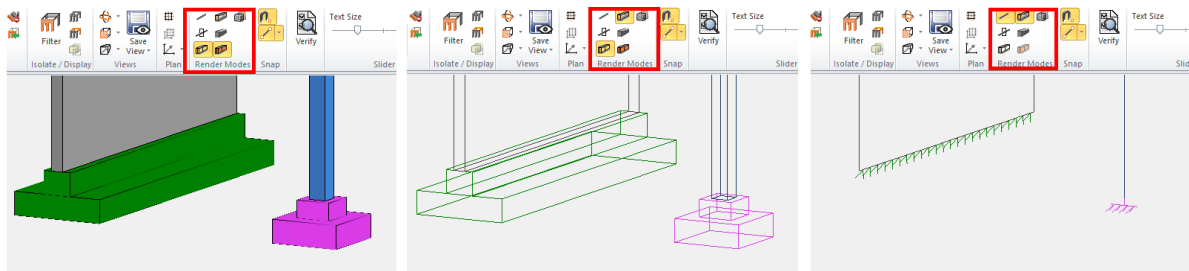 Text Size
Filter
Save
View
Verify
Isolate / Display
Views
Plan
Render Modes
Snap
Slider
Text Size
Filter
Save
View
Verify
Isolate / Display
Views
Plan
Render Modes
Snap
Slider
Text Size
Filter
Save
View
Verify
Isolate / Display
Views
Plan
Render Modes
Snap
Slid